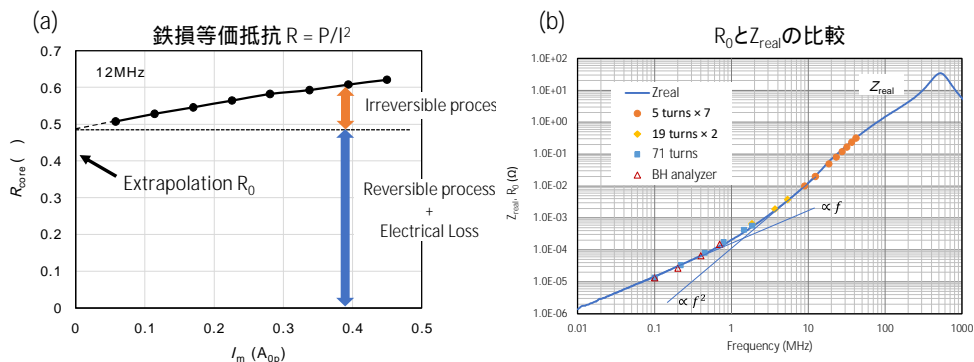 (a)
鉄損等価抵抗 R = P/I²
0.7
0.6
0.5
0.4
0.3
0.2
0.1
0
12MHz
Irreversible process
Extrapolation R₀
Reversible process
+
Electrical Loss
R_core ( )
0
0.1
0.2
0.3
0.4
0.5
I_m (A_0p)
(b)
R₀とZ_realの比較
1.0E+02
1.0E+01
1.0E+00
1.0E-01
1.0E-02
1.0E-03
1.0E-04
1.0E-05
1.0E-06
Zreal
5 turns × 7
19 turns × 2
71 turns
BH analyzer
Z_real
∝f
∝f²
Z_real, R₀ (Ω)
0.01
0.1
1
10
100
1000
Frequency (MHz)